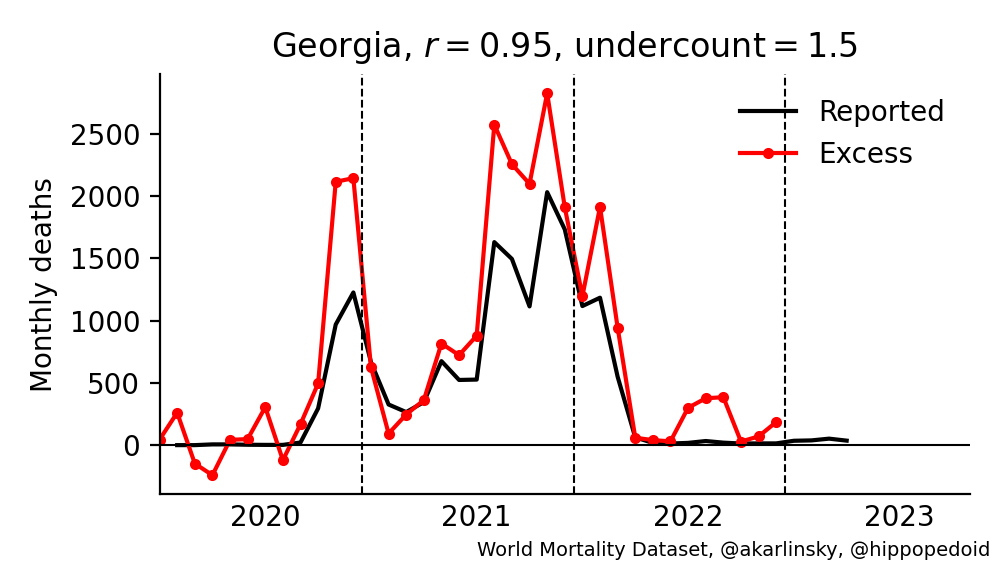 Georgia, r = 0.95, undercount = 1.5
Reported
Excess
Monthly deaths
2500
2000
1500
1000
500
0
2020 2021 2022 2023
World Mortality Dataset, @akarlinsky, @hippopedoid